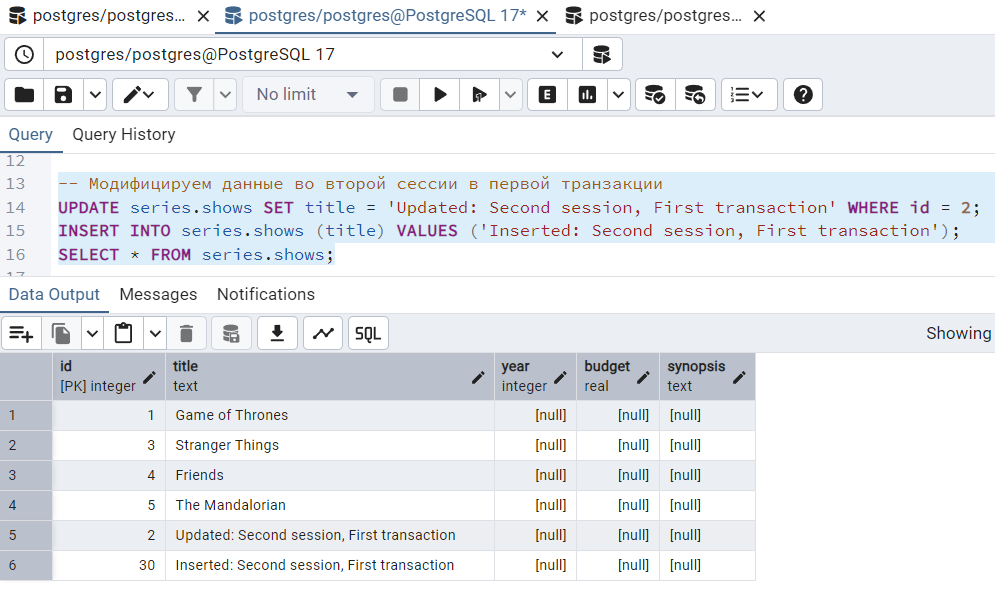 postgres/postgres...
postgres/postgres@PostgreSQL 17*
postgres/postgres...
postgres/postgres@PostgreSQL 17
No limit
E
Query
Query History
12
13 -- Модифицируем данные во второй сессии в первой транзакции
14 UPDATE series.shows SET title = 'Updated: Second session, First transaction' WHERE id = 2;
15 INSERT INTO series.shows (title) VALUES ('Inserted: Second session, First transaction');
16 SELECT * FROM series.shows;
17
Data Output Messages Notifications
SQL
Showing
id title year budget synopsis
[PK] integer text integer real text
1 1 Game of Thrones [null] [null] [null]
2 3 Stranger Things [null] [null] [null]
3 4 Friends [null] [null] [null]
4 5 The Mandalorian [null] [null] [null]
5 2 Updated: Second session, First transaction [null] [null] [null]
6 30 Inserted: Second session, First transaction [null] [null] [null]